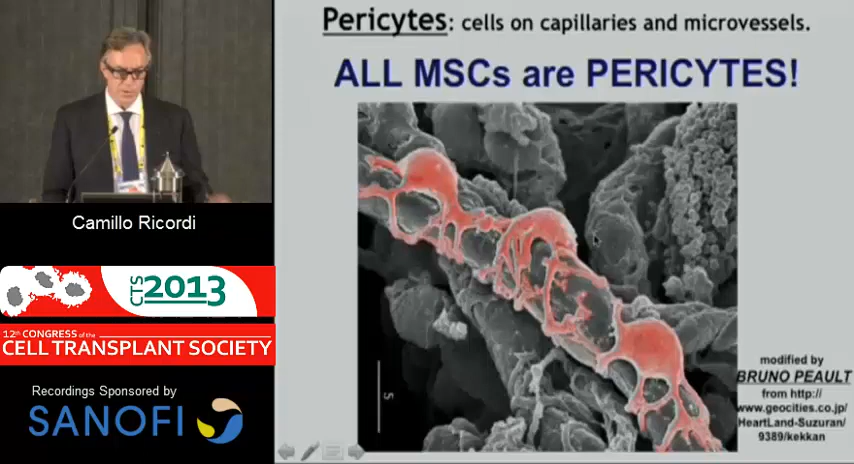 Pericytes: cells on capillaries and microvessels.
ALL MSCs are PERICYTES!
Camillo Ricordi
CTS
2013
12th CONGRESS of the
CELL TRANSPLANT SOCIETY
Recordings Sponsored by
SANOFI
5
modified by
BRUNO PEAULT
from http://
www.geocities.co.jp/
HeartLand-Suzuran/
9389/kekkan